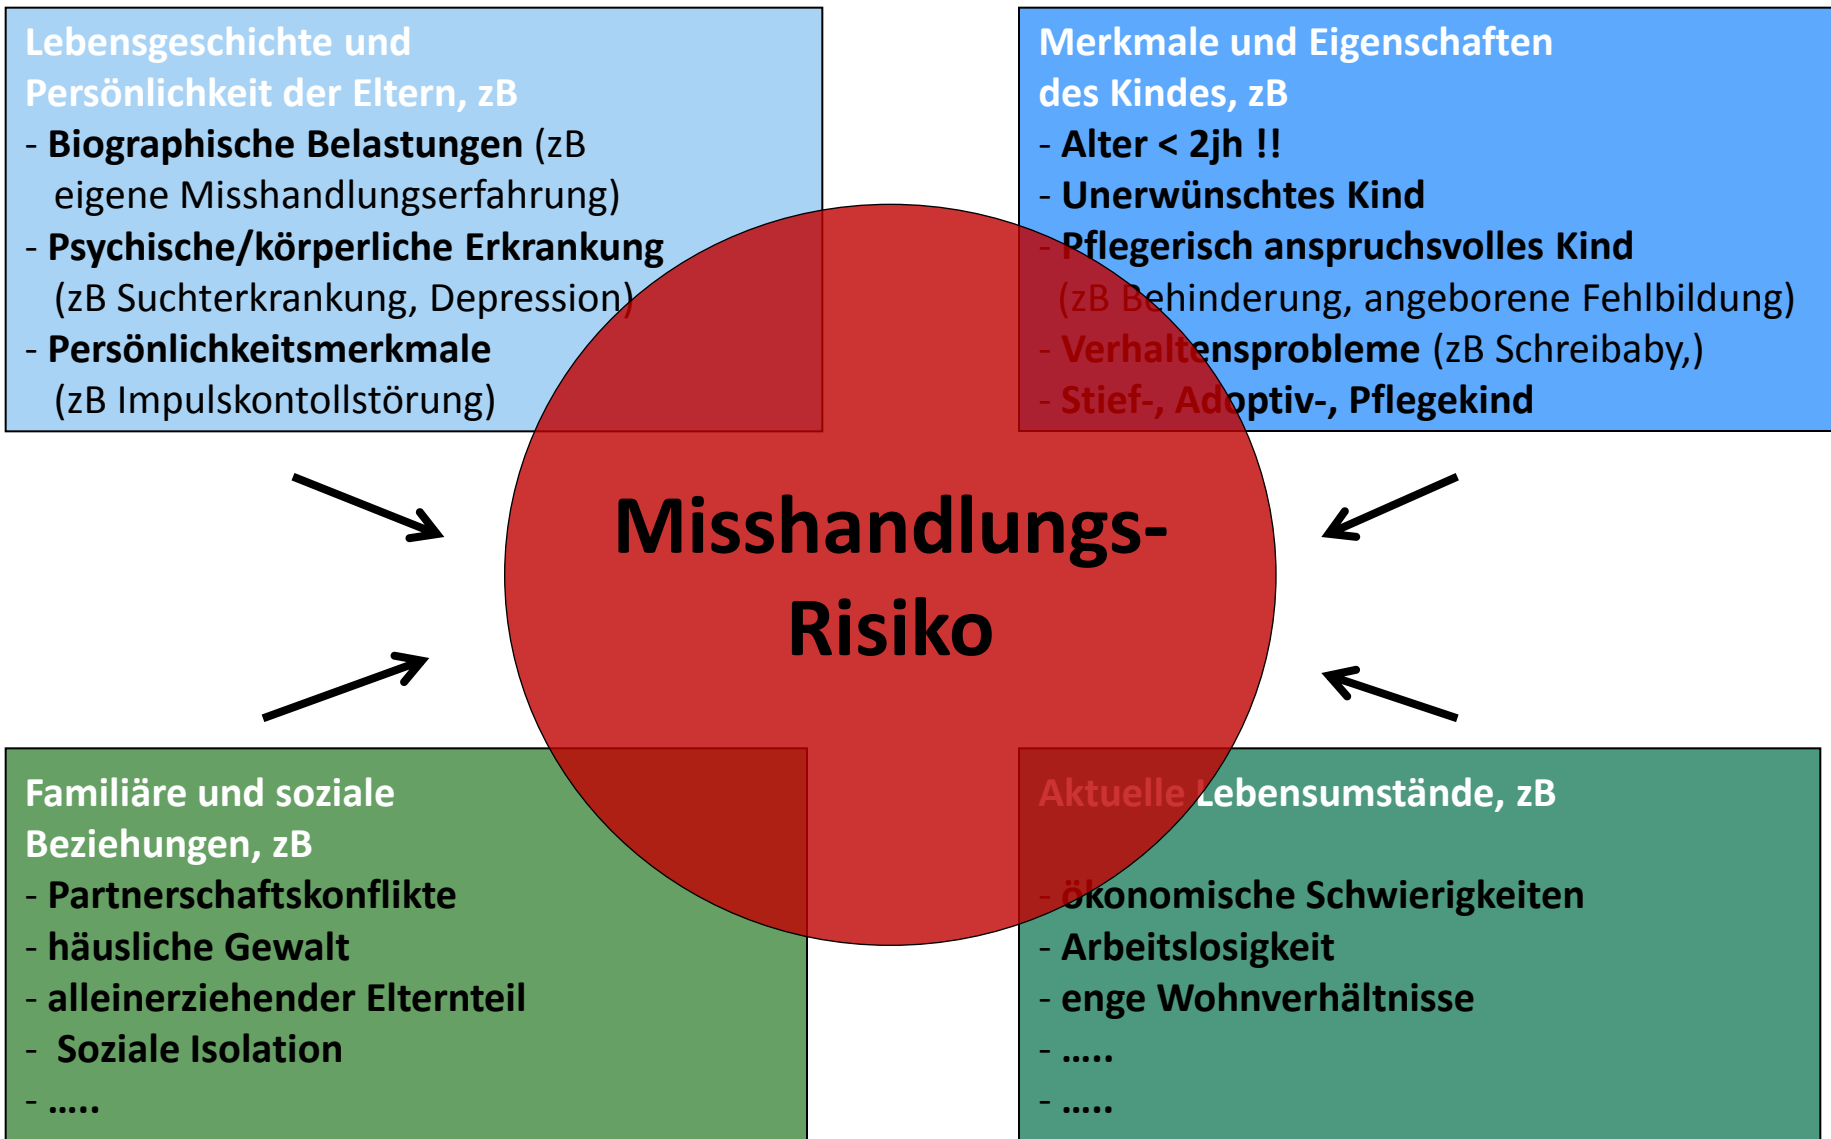 Lebensgeschichte und
Persönlichkeit der Eltern, zB
- Biographische Belastungen (zB
eigene Misshandlungserfahrung)
- Psychische/körperliche Erkrankung
(zB Suchterkrankung, Depression)
- Persönlichkeitsmerkmale
(zB Impulskontollstörung)
Merkmale und Eigenschaften
des Kindes, zB
- Alter < 2jh !!
- Unerwünschtes Kind
- Pflegerisch anspruchsvolles Kind
(zB Behinderung, angeborene Fehlbildung)
- Verhaltensprobleme (zB Schreibaby,)
- Stief-, Adoptiv-, Pflegekind
Misshandlungs-
Risiko
Familiäre und soziale
Beziehungen, zB
- Partnerschaftskonflikte
- häusliche Gewalt
- alleinerziehender Elternteil
- Soziale Isolation
- .....
Aktuelle Lebensumstände, zB
- ökonomische Schwierigkeiten
- Arbeitslosigkeit
- enge Wohnverhältnisse
- .....
- .....